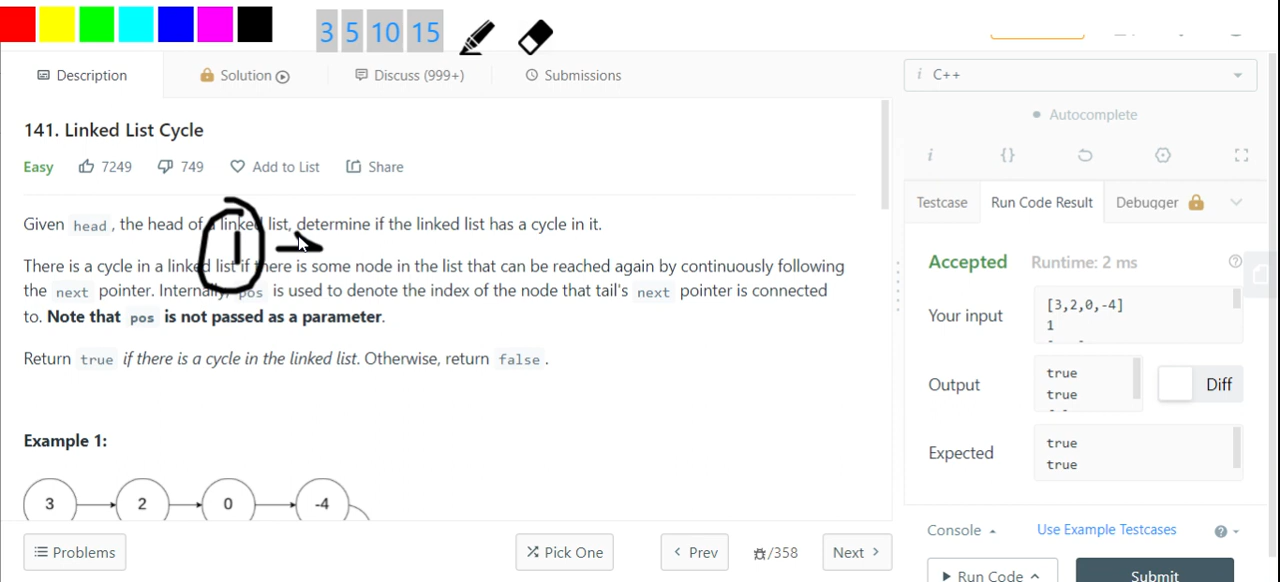 3 5 10 15
Description Solution Discuss (999+) Submissions
i C++
Autocomplete
141. Linked List Cycle
i {}
Easy 7249 749 Add to List Share
Testcase Run Code Result Debugger
Given head, the head of a linked list, determine if the linked list has a cycle in it.
1
There is a cycle in a linked list if there is some node in the list that can be reached again by continuously following
the next pointer. Internally, pos is used to denote the index of the node that tail's next pointer is connected
to. Note that pos is not passed as a parameter.
Return true if there is a cycle in the linked list. Otherwise, return false.
Example 1:
3 2 0 -4
Accepted Runtime: 2 ms
Your input
[3,2,0,-4]
1
Output
true
true
Diff
Expected
true
true
Console Use Example Testcases
Problems Pick One Prev /358 Next
Run Code Submit